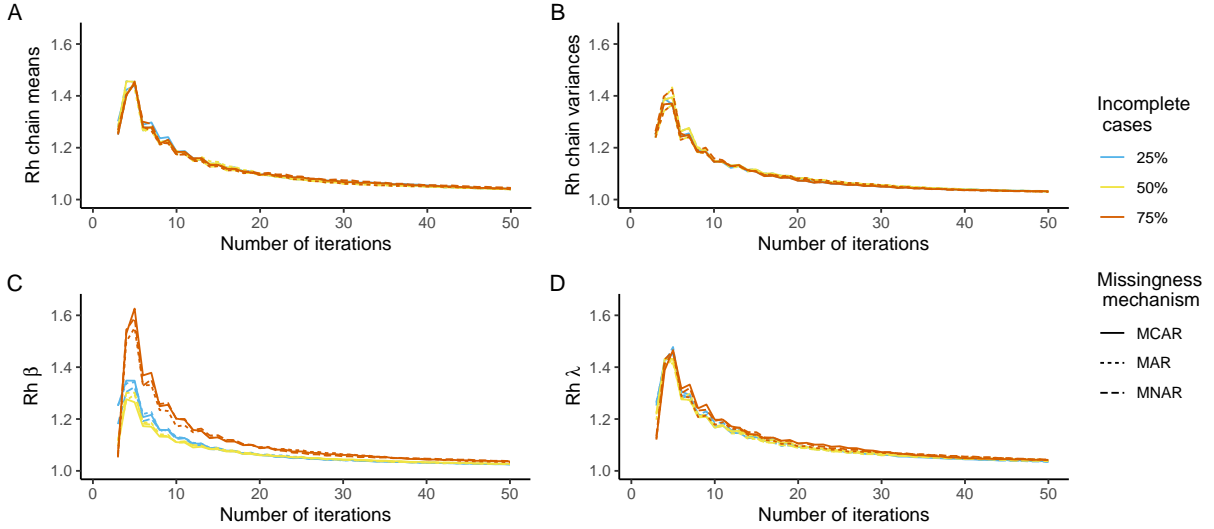 A
1.6
1.4
1.2
1.0
Rh chain means
0 10 20 30 40 50
Number of iterations
B
1.6
1.4
1.2
1.0
Rh chain variances
0 10 20 30 40 50
Number of iterations
C
1.6
1.4
1.2
1.0
Rh β
0 10 20 30 40 50
Number of iterations
D
1.6
1.4
1.2
1.0
Rh λ
0 10 20 30 40 50
Number of iterations
Incomplete
cases
25%
50%
75%
Missingness
mechanism
MCAR
MAR
MNAR